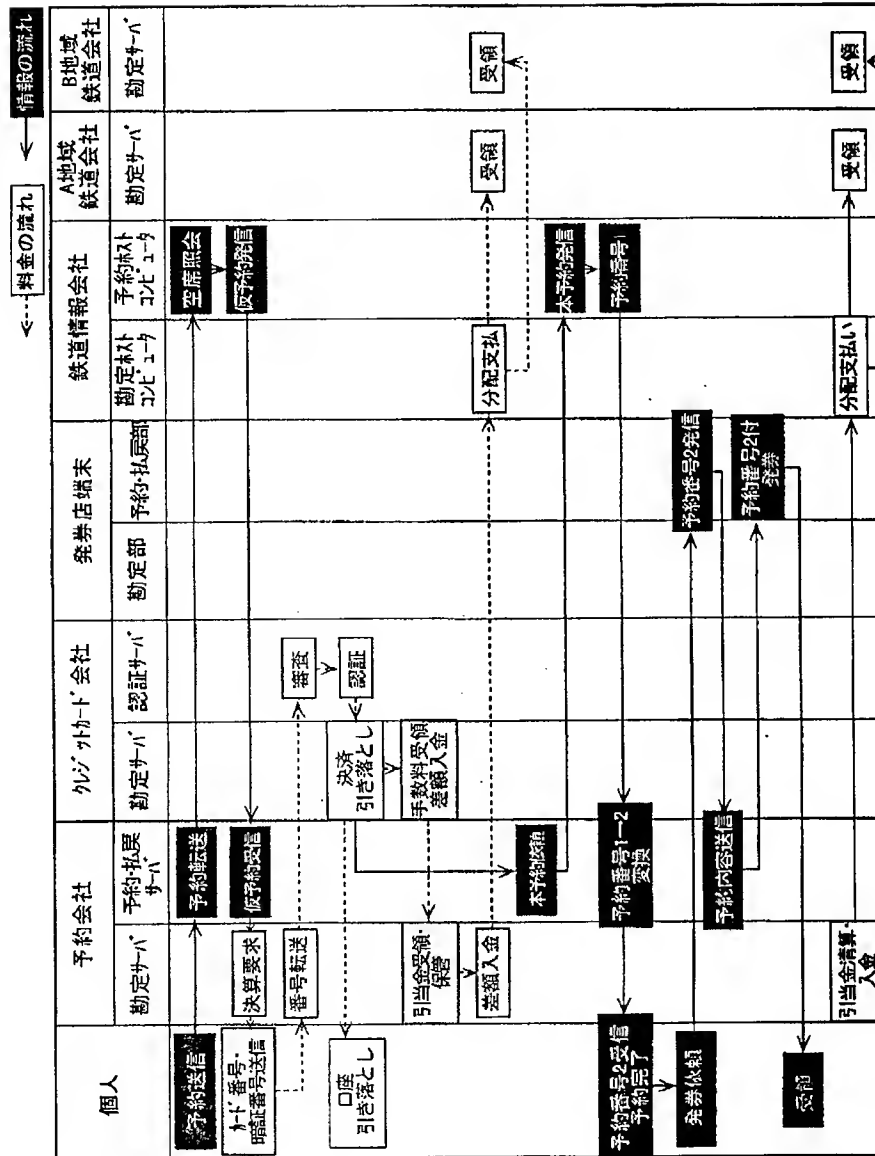 料金の流れ
情報の流れ
個人
予約会社
クレジットカード会社
発券店端末
鉄道情報会社
A地域
鉄道会社
B地域
鉄道会社
勘定サーバ
予約・払戻
サーバ
勘定サーバ
認証サーバ
勘定部
予約・払戻部
勘定ホスト
コンピュータ
予約ホスト
コンピュータ
勘定サーバ
勘定サーバ
予約送信
予約転送
空席照会
仮予約発信
仮予約受信
決算要求
カード番号・
暗証番号送信
番号転送
審査
認証
決済
引き落とし
口座
引き落とし
手数料受領
差額入金
引当金受領・
保管
差額入金
分配支払
受領
受領
本予約依頼
本予約発信
予約番号1
予約番号1−2
変換
予約番号2受信
予約完了
発券依頼
予約番号2発信
予約内容送信
予約番号2付
発券
受領
引当金清算・
入金
分配支払い
受領
受領